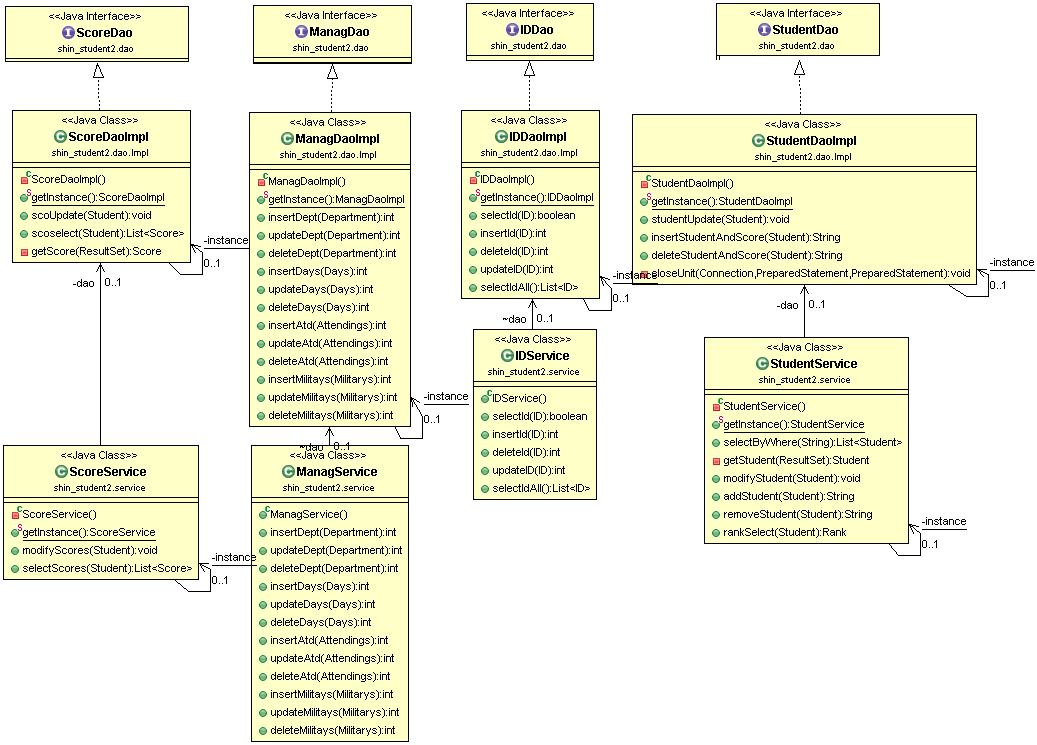 <<Java Interface>>
ScoreDao
shin_student2.dao
<<Java Interface>>
ManagDao
shin_student2.dao
<<Java Interface>>
IDDao
shin_student2.dao
<<Java Interface>>
StudentDao
shin_student2.dao
<<Java Class>>
ScoreDaoImpl
shin_student2.dao.Impl
ScoreDaoImpl()
getInstance():ScoreDaoImpl
scoUpdate(Student):void
scoselect(Student):List<Score>
getScore(ResultSet):Score
-instance
0..1
-dao
0..1
<<Java Class>>
ManagDaoImpl
shin_student2.dao.Impl
ManagDaoImpl()
getInstance():ManagDaoImpl
insertDept(Department):int
updateDept(Department):int
deleteDept(Department):int
insertDays(Days):int
updateDays(Days):int
deleteDays(Days):int
insertAtd(Attendings):int
updateAtd(Attendings):int
deleteAtd(Attendings):int
insertMilitays(Militarys):int
updateMilitays(Militarys):int
deleteMilitays(Militarys):int
-instance
0..1
~dao
0..1
<<Java Class>>
IDDaoImpl
shin_student2.dao.Impl
IDDaoImpl()
getInstance():IDDaoImpl
selectId(ID):boolean
insertId(ID):int
deleteId(ID):int
updateID(ID):int
selectIdAll():List<ID>
-instance
0..1
~dao
0..1
<<Java Class>>
StudentDaoImpl
shin_student2.dao.Impl
StudentDaoImpl()
getInstance():StudentDaoImpl
studentUpdate(Student):void
insertStudentAndScore(Student):String
deleteStudentAndScore(Student):String
closeUnit(Connection,PreparedStatement,PreparedStatement):void
-instance
0..1
-dao
0..1
<<Java Class>>
IDService
shin_student2.service
IDService()
selectId(ID):boolean
insertId(ID):int
deleteId(ID):int
updateID(ID):int
selectIdAll():List<ID>
<<Java Class>>
StudentService
shin_student2.service
StudentService()
getInstance():StudentService
selectByWhere(String):List<Student>
getStudent(ResultSet):Student
modifyStudent(Student):void
addStudent(Student):String
removeStudent(Student):String
rankSelect(Student):Rank
-instance
0..1
<<Java Class>>
ScoreService
shin_student2.service
ScoreService()
getInstance():ScoreService
modifyScores(Student):void
selectScores(Student):List<Score>
-instance
0..1
<<Java Class>>
ManagService
shin_student2.service
ManagService()
insertDept(Department):int
updateDept(Department):int
deleteDept(Department):int
insertDays(Days):int
updateDays(Days):int
deleteDays(Days):int
insertAtd(Attendings):int
updateAtd(Attendings):int
deleteAtd(Attendings):int
insertMilitays(Militarys):int
updateMilitays(Militarys):int
deleteMilitays(Militarys):int